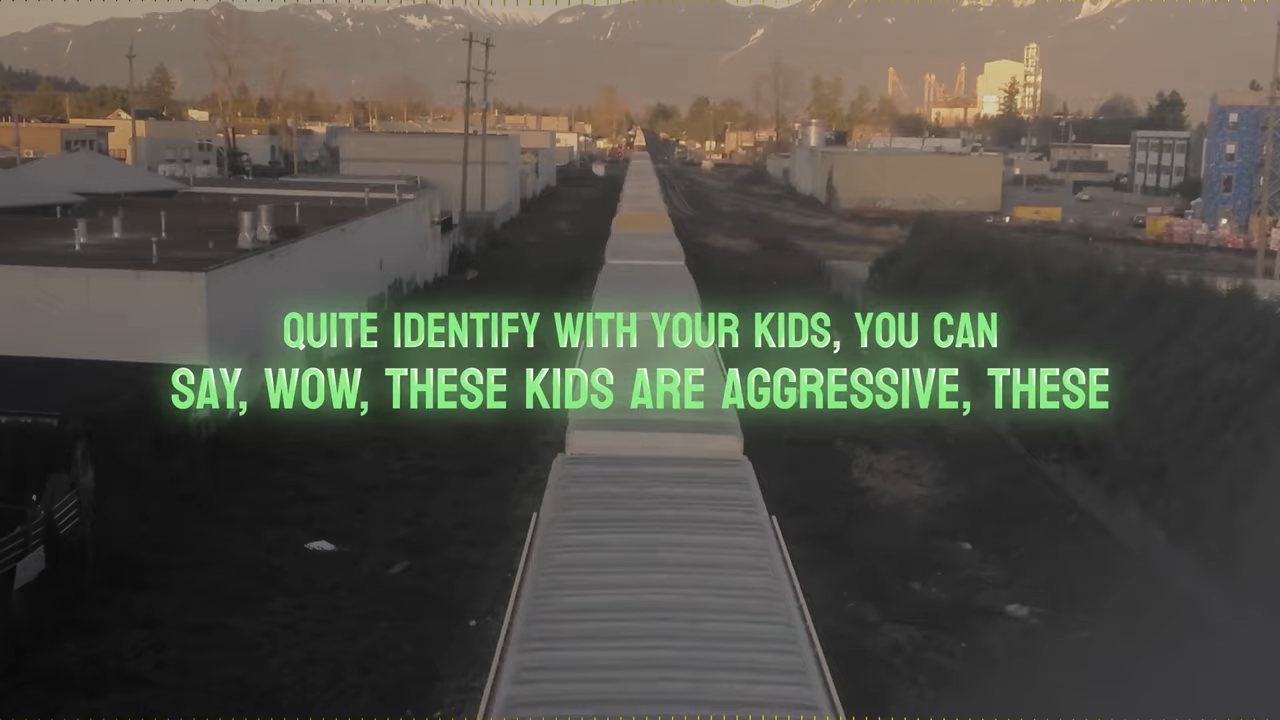 QUITE IDENTIFY WITH YOUR KIDS, YOU CAN
SAY, WOW, THESE KIDS ARE AGGRESSIVE, THESE